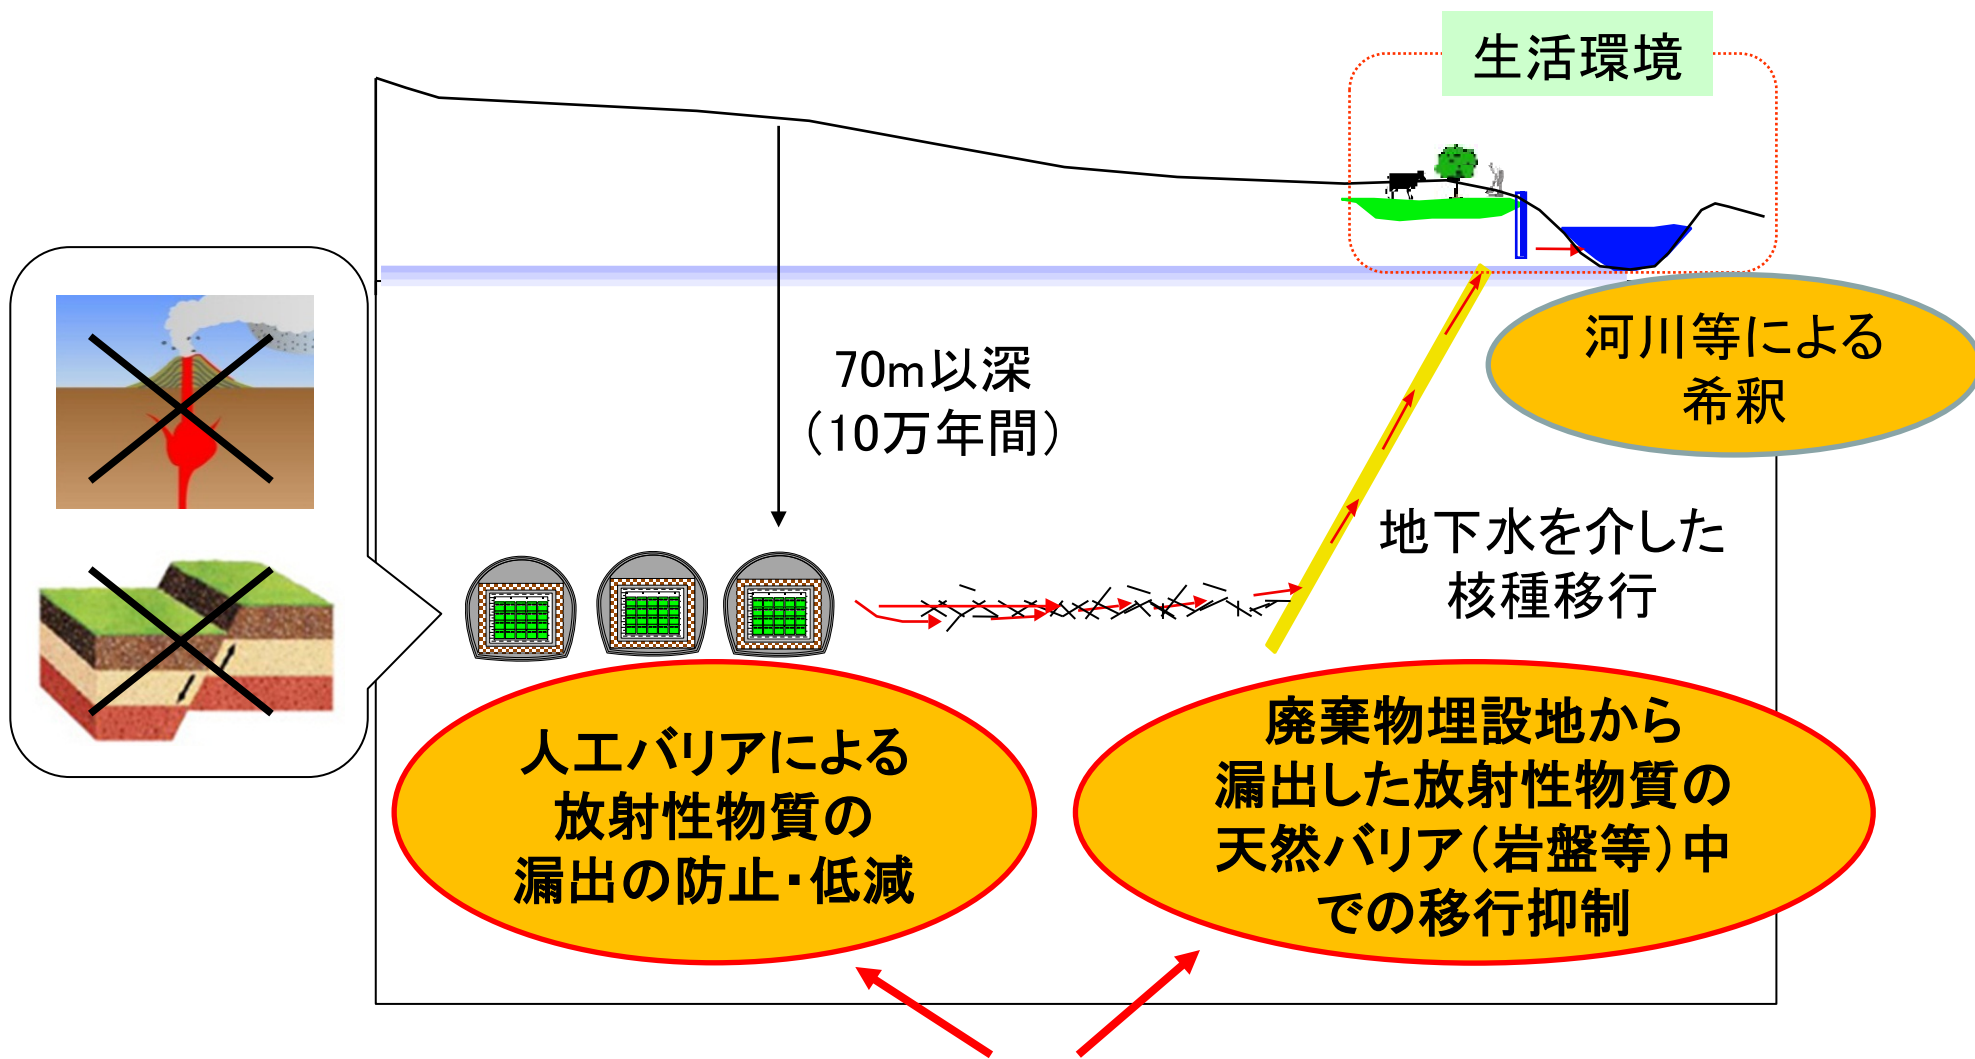 生活環境
河川等による
希釈
70m以深
（10万年間）
地下水を介した
核種移行
人工バリアによる
放射性物質の
漏出の防止・低減
廃棄物埋設地から
漏出した放射性物質の
天然バリア（岩盤等）中
での移行抑制